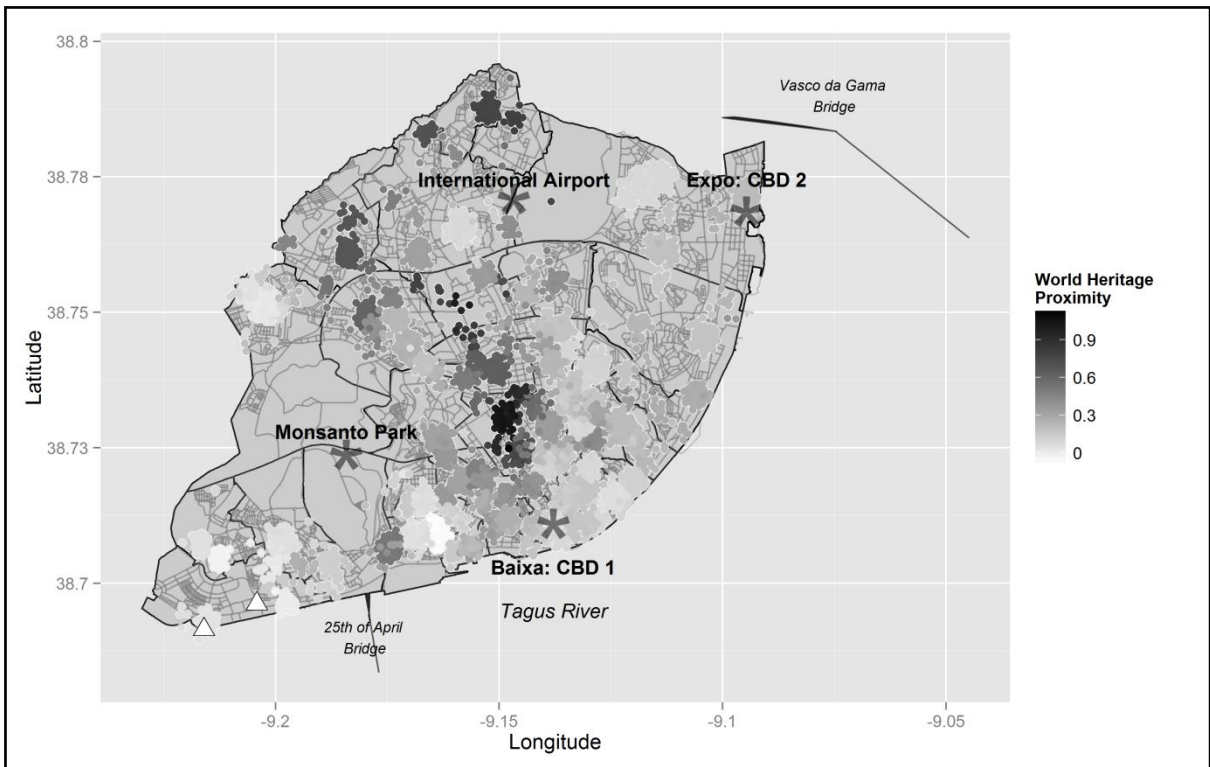 38.8
Vasco da Gama
Bridge
38.78
International Airport
Expo: CBD 2
World Heritage
Proximity
38.75
0.9
0.6
0.3
0
Latitude
Monsanto Park
38.73
Baixa: CBD 1
38.7
Tagus River
25th of April
Bridge
-9.2
-9.15
-9.1
-9.05
Longitude